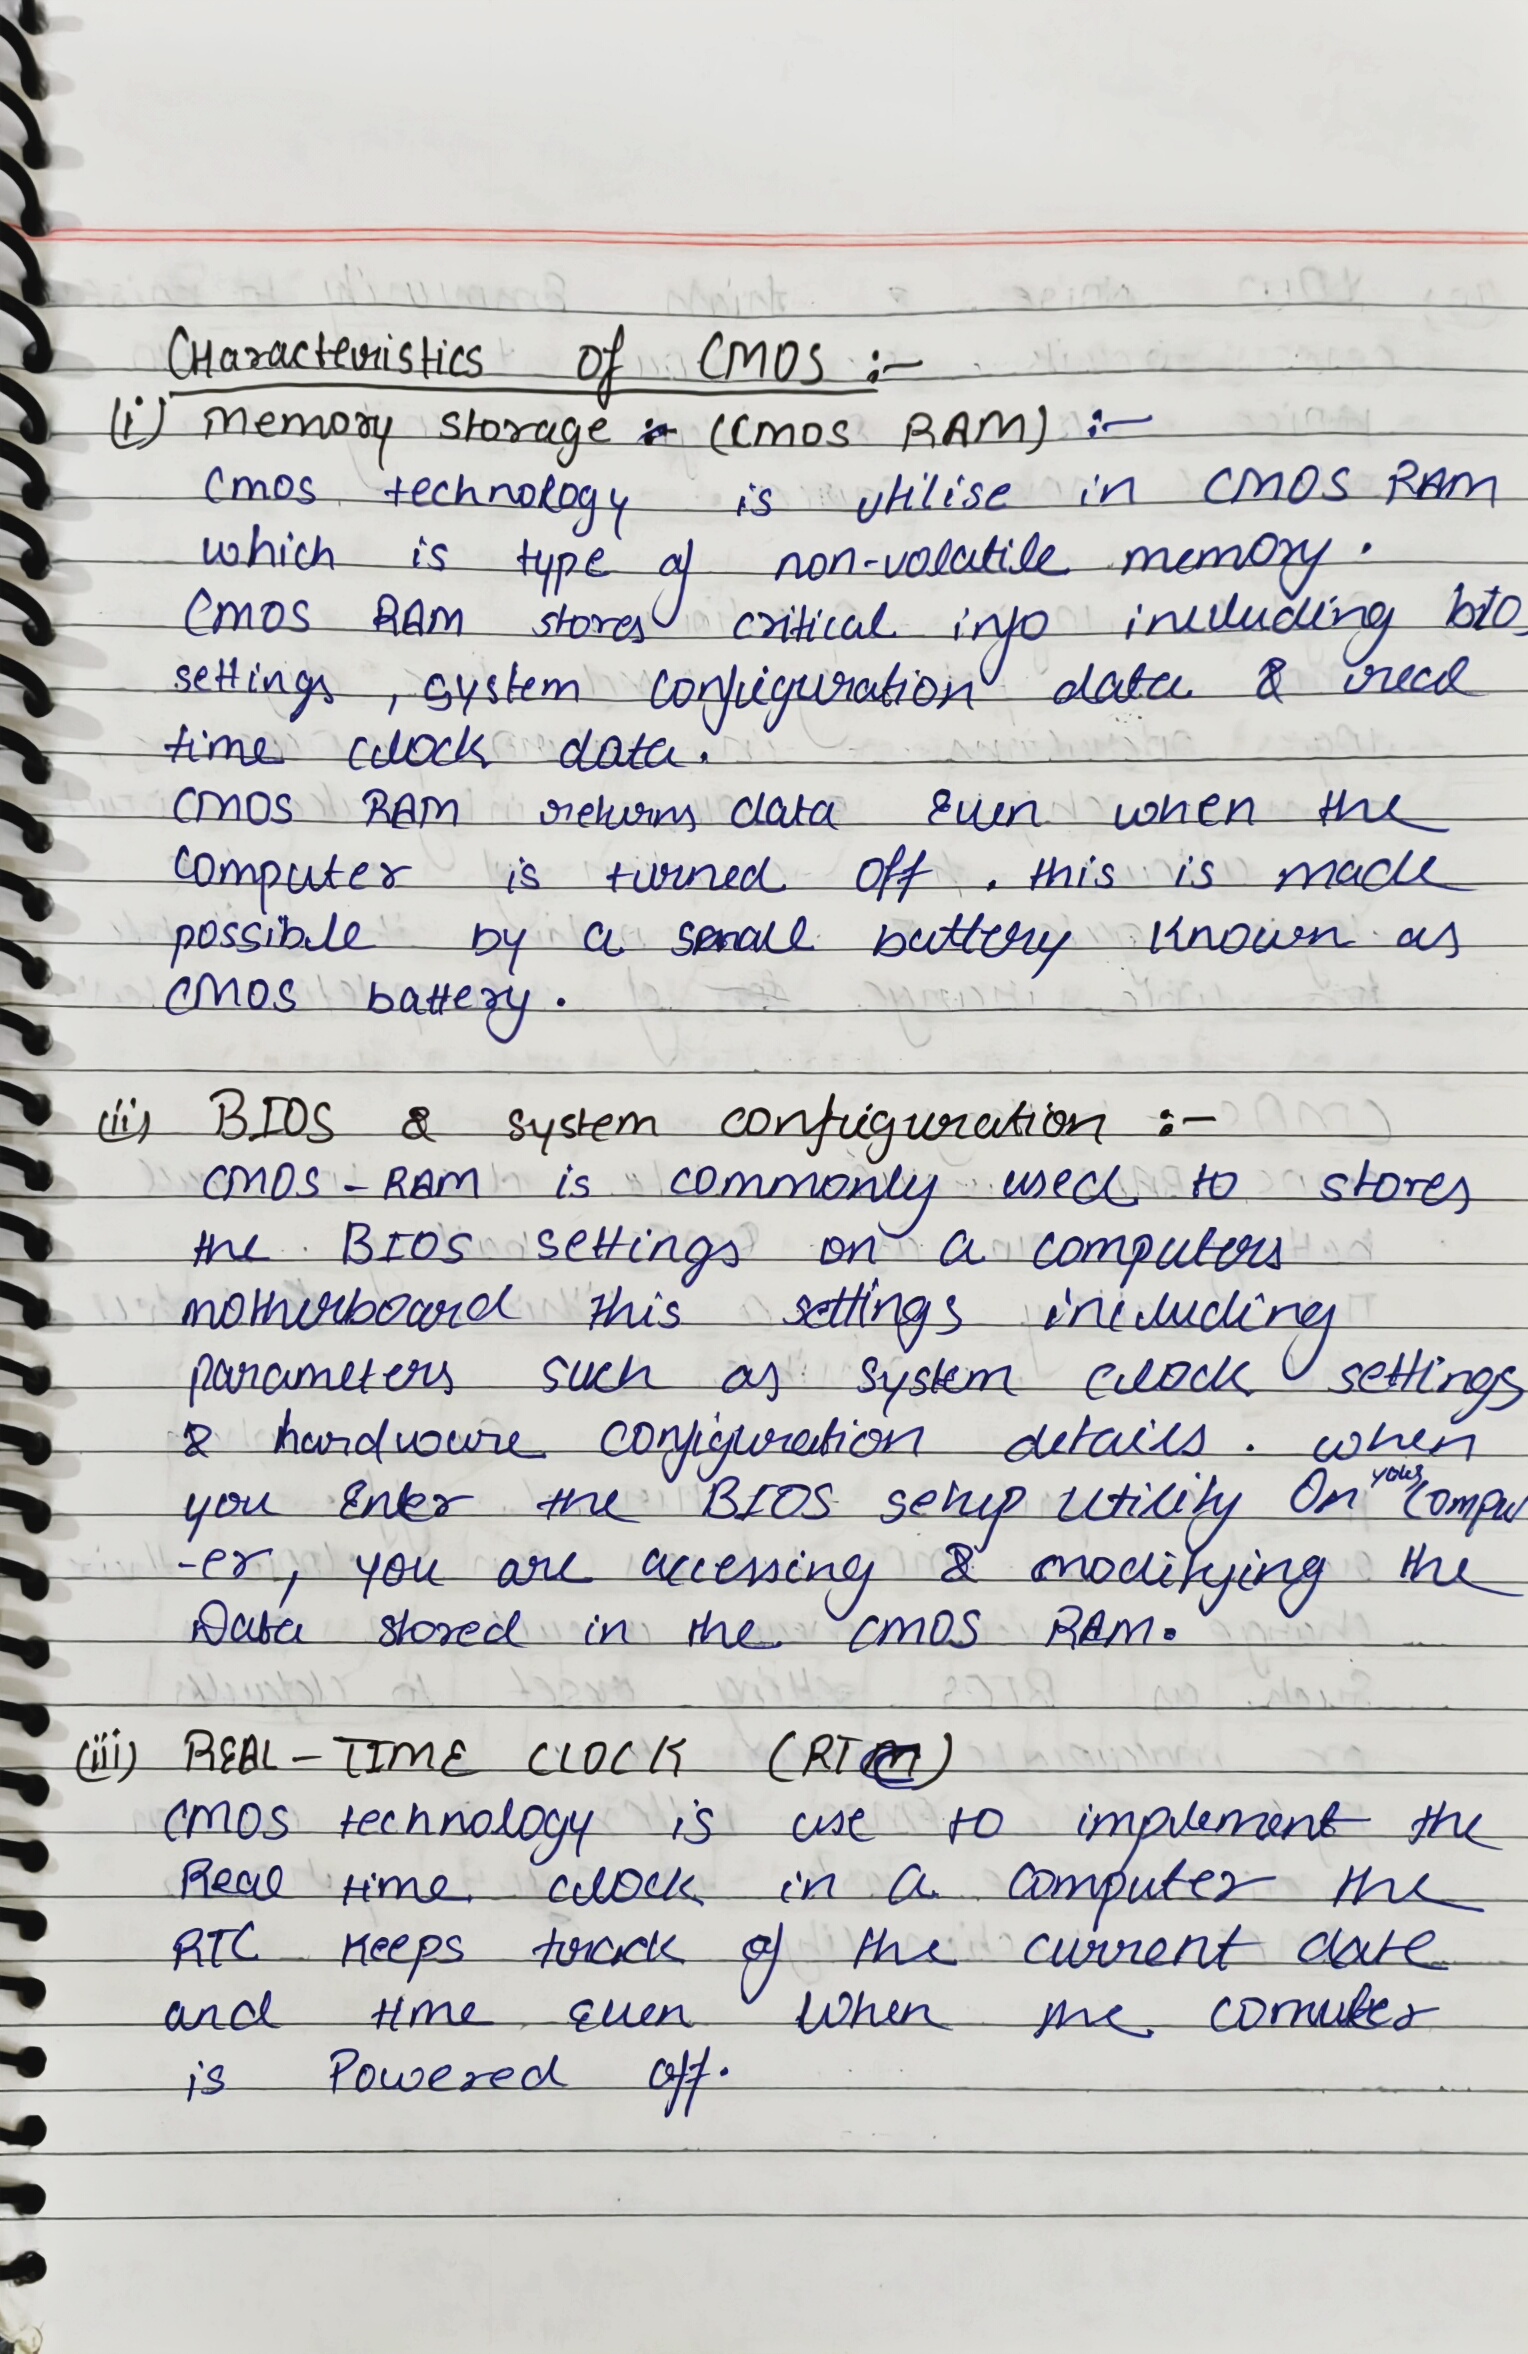 Characteristics of CMOS :-
(i) Memory storage :- (CMOS RAM) :-
CMOS technology is utilise in CMOS RAM
which is type of non-volatile memory.
CMOS RAM stores critical info including bio
settings, system configuration data & real
time clock data.
CMOS RAM returns data Even when the
computer is turned off. this is made
possible by a small battery known as
CMOS battery.
(ii) BIOS & system configuration :-
CMOS-RAM is commonly used to stores
the BIOS settings on a computers
motherboard this settings including
parameters such as system clock settings
& hardware configuration details. when
you Enter the BIOS setup utility On your Compu
-er, you are accessing & modifying the
Data stored in the CMOS RAM.
(iii) REAL-TIME CLOCK (RTC)
CMOS technology is use to implement the
Real time clock in a computer the
RTC keeps track of the current date
and time even when the comuter
is Powered off.